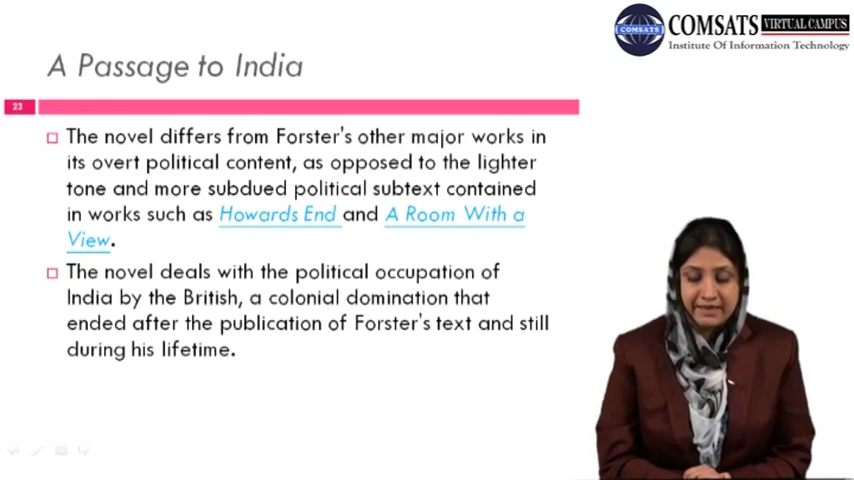 COMSATS VIRTUAL CAMPUS
COMSATS
Institute Of Information Technology
A Passage to India
23
The novel differs from Forster's other major works in
its overt political content, as opposed to the lighter
tone and more subdued political subtext contained
in works such as Howards End and A Room With a
View.
The novel deals with the political occupation of
India by the British, a colonial domination that
ended after the publication of Forster's text and still
during his lifetime.